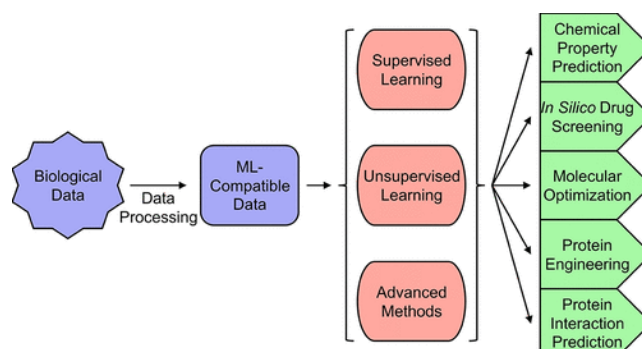 Biological
Data
Data
Processing
ML-
Compatible
Data
Supervised
Learning
Unsupervised
Learning
Advanced
Methods
Chemical
Property
Prediction
In Silico Drug
Screening
Molecular
Optimization
Protein
Engineering
Protein
Interaction
Prediction